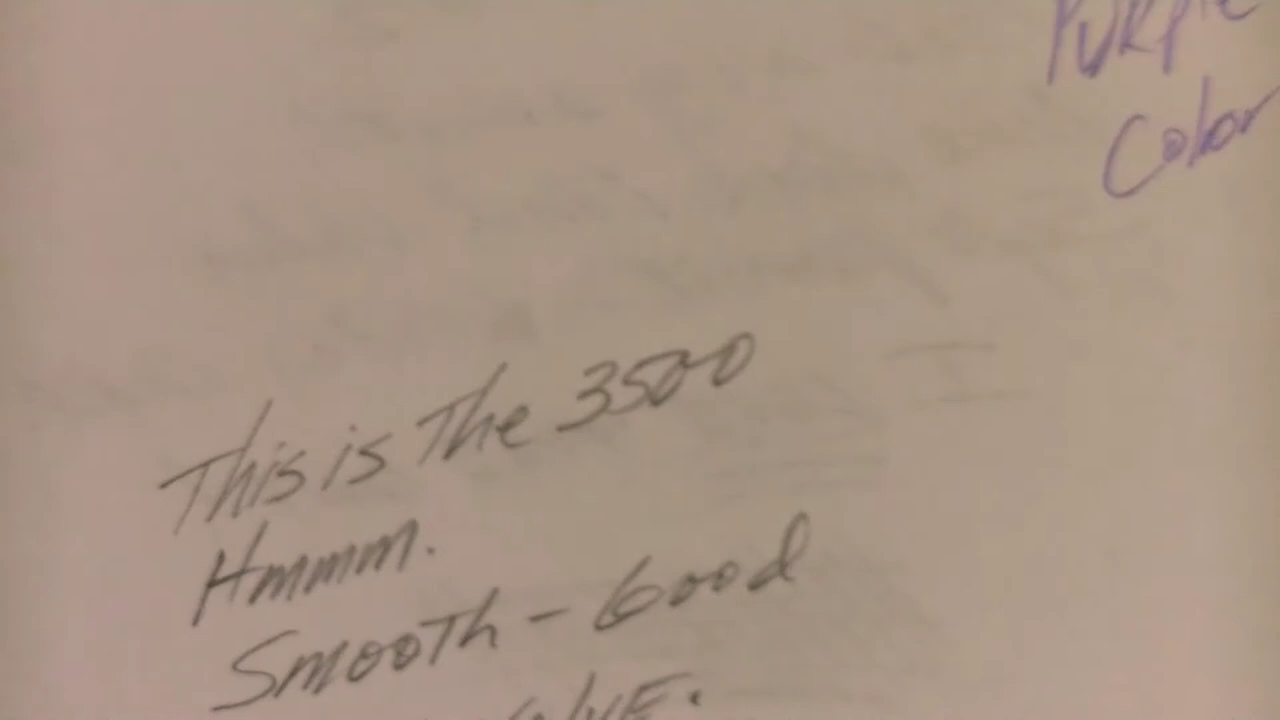 Purple
Color
This is The 3500
Hmmm.
Smooth - Good